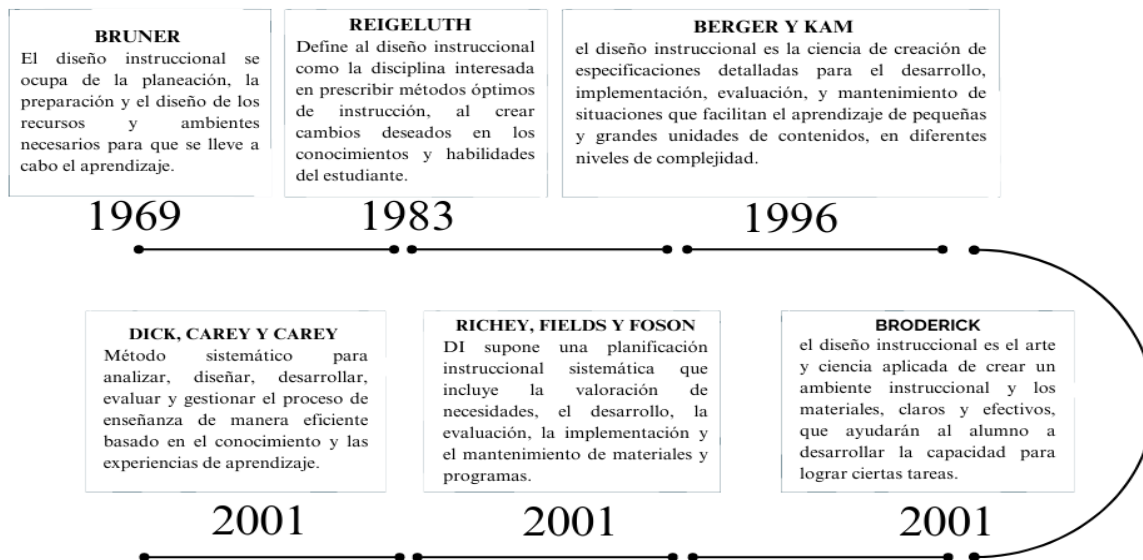 BRUNER
El diseño instruccional se
ocupa de la planeación, la
preparación y el diseño de los
recursos y ambientes
necesarios para que se lleve a
cabo el aprendizaje.
1969
REIGELUTH
Define al diseño instruccional
como la disciplina interesada
en prescribir métodos óptimos
de instrucción, al crear
cambios deseados en los
conocimientos y habilidades
del estudiante.
1983
BERGER Y KAM
el diseño instruccional es la ciencia de creación de
especificaciones detalladas para el desarrollo,
implementación, evaluación, y mantenimiento de
situaciones que facilitan el aprendizaje de pequeñas
y grandes unidades de contenidos, en diferentes
niveles de complejidad.
1996
DICK, CAREY Y CAREY
Método sistemático para
analizar, diseñar, desarrollar,
evaluar y gestionar el proceso de
enseñanza de manera eficiente
basado en el conocimiento y las
experiencias de aprendizaje.
2001
RICHEY, FIELDS Y FOSON
DI supone una planificación
instruccional sistemática que
incluye la valoración de
necesidades, el desarrollo, la
evaluación, la implementación y
el mantenimiento de materiales y
programas.
2001
BRODERICK
el diseño instruccional es el arte
y ciencia aplicada de crear un
ambiente instruccional y los
materiales, claros y efectivos,
que ayudarán al alumno a
desarrollar la capacidad para
lograr ciertas tareas.
2001